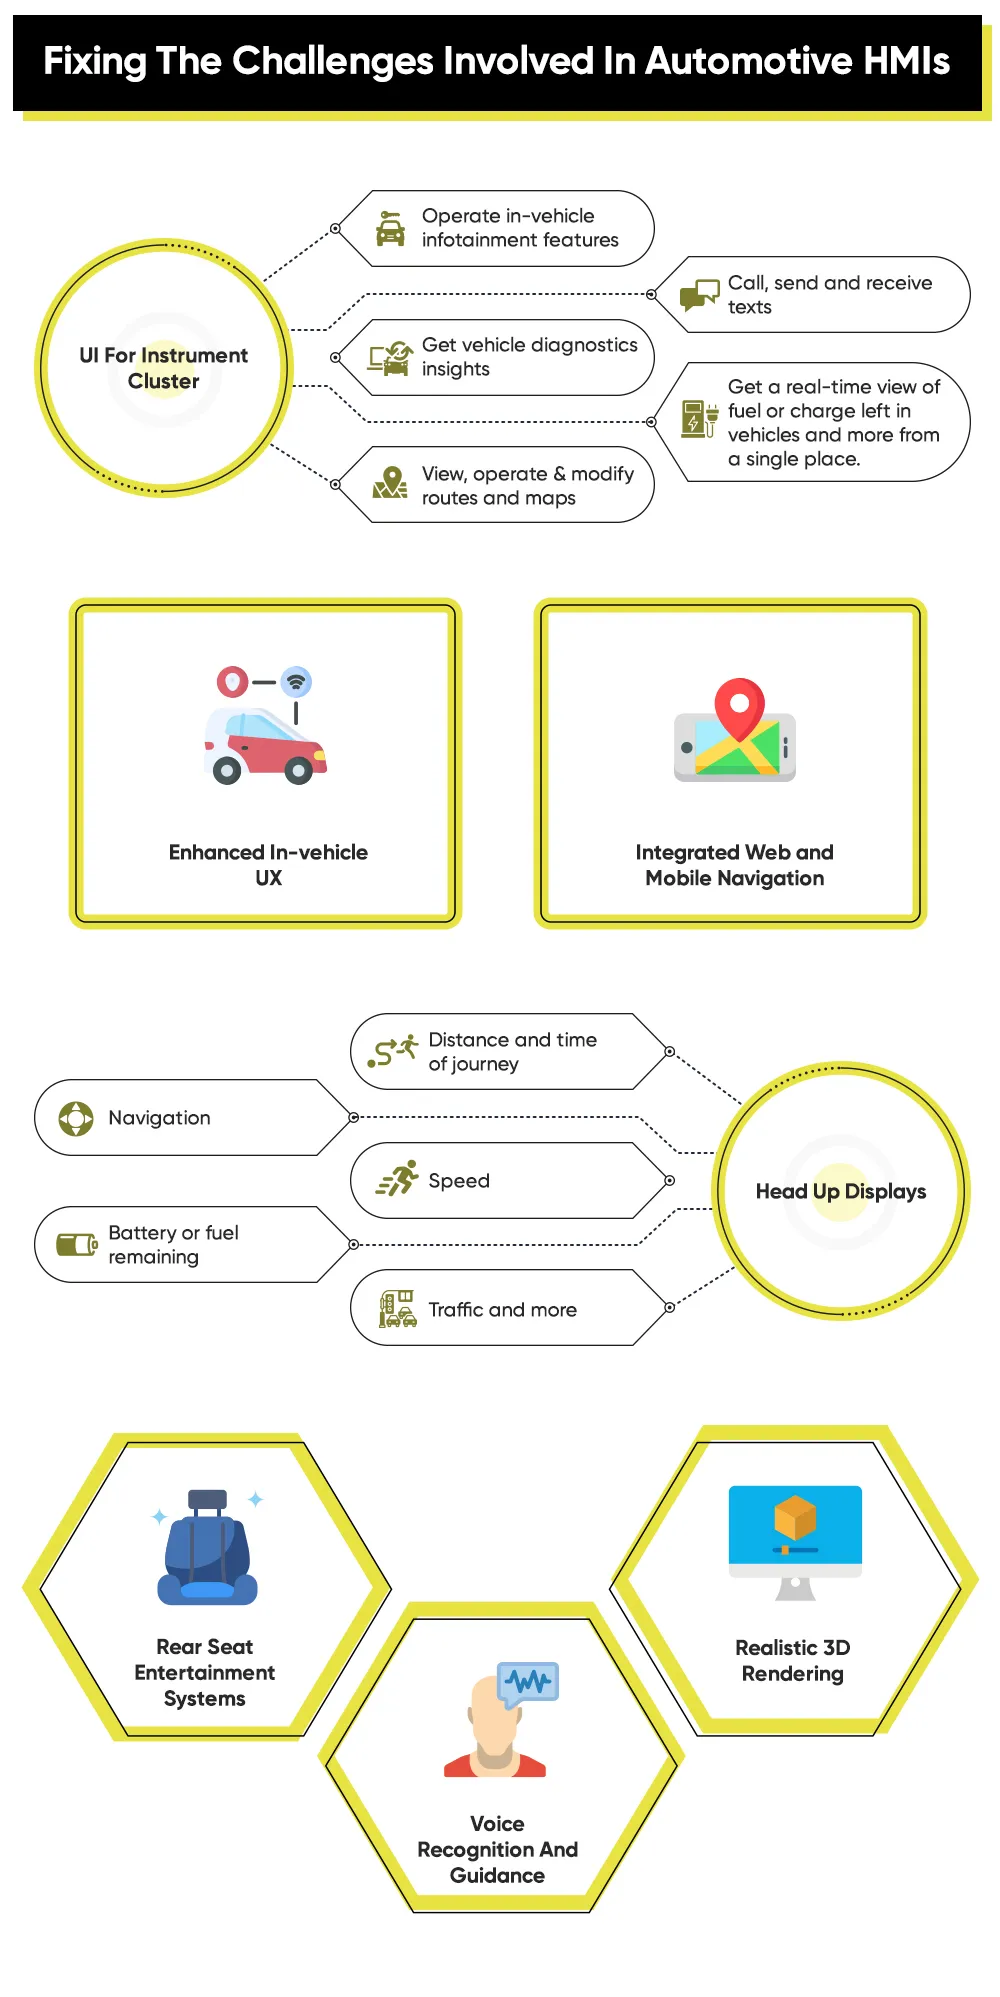 Fixing The Challenges Involved In Automotive HMIs
UI For Instrument
Cluster
Operate in-vehicle
infotainment features
Call, send and receive
texts
Get vehicle diagnostics
insights
Get a real-time view of
fuel or charge left in
vehicles and more from
a single place.
View, operate & modify
routes and maps
Enhanced In-vehicle
UX
Integrated Web and
Mobile Navigation
Distance and time
of journey
Navigation
Speed
Battery or fuel
remaining
Traffic and more
Head Up Displays
Rear Seat
Entertainment
Systems
Realistic 3D
Rendering
Voice
Recognition And
Guidance